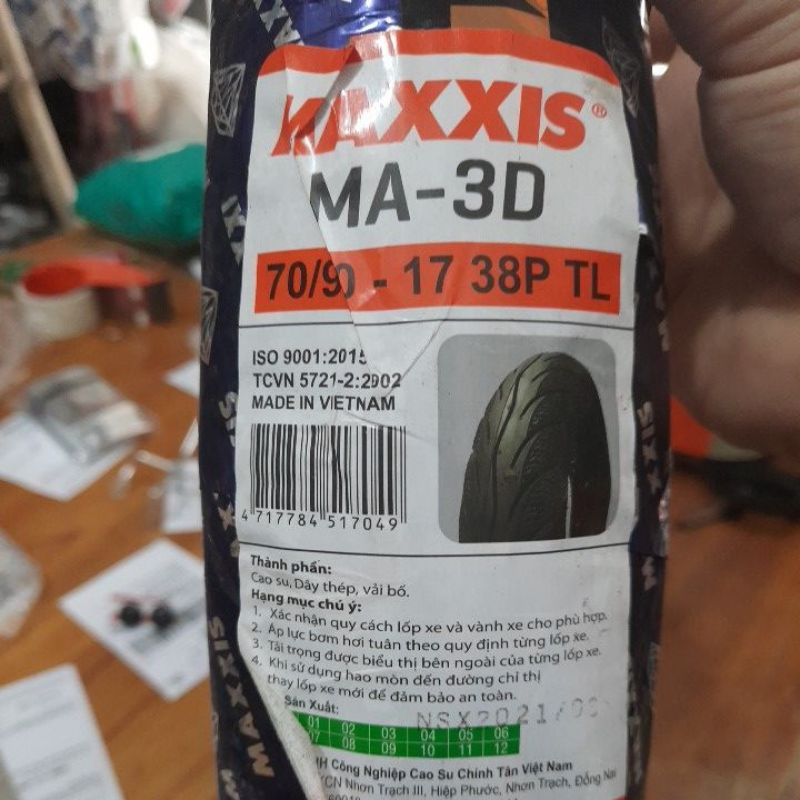 MAXXIS®
MA-3D
70/90 - 17 38P TL
ISO 9001:2015
TCVN 5721-2:2002
MADE IN VIETNAM
4 717784 517049
Thành phần:
Cao su, Dây thép, vải bố.
Hạng mục chú ý:
1. Xác nhận quy cách lốp xe và vành xe cho phù hợp.
2. Áp lực bơm hơi tuân theo quy định từng lốp xe.
3. Tải trọng được biểu thị bên ngoài của từng lốp xe.
4. Khi sử dụng hao mòn đến đường chỉ thị
thay lốp xe mới để đảm bảo an toàn.
Sản Xuất:
NSX2021/
01 02 03 04 05 06
07 08 09 10 11 12
Công Nghiệp Cao Su Chính Tân Việt Nam
KCN Nhơn Trạch III, Hiệp Phước, Nhơn Trạch, Đồng Nai
MAXXIS
MAXXIS